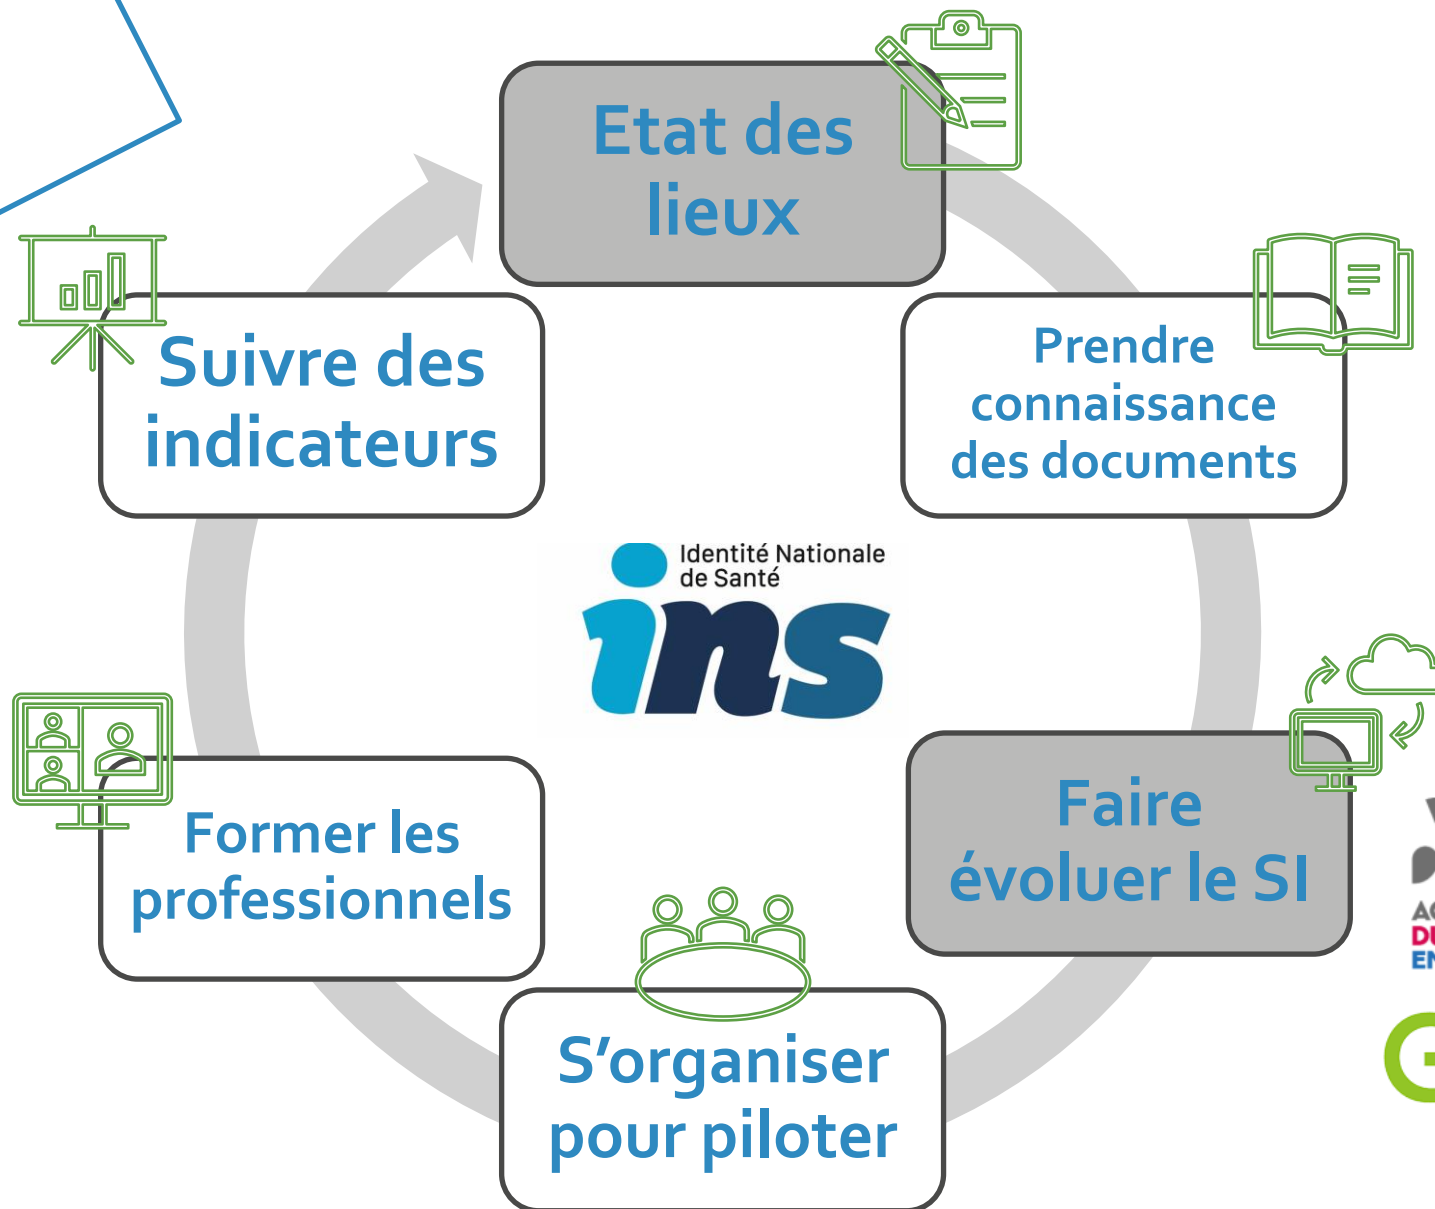 Etat des
lieux
Prendre
connaissance
des documents
Faire
évoluer le SI
S’organiser
pour piloter
Former les
professionnels
Suivre des
indicateurs
Identité Nationale
de Santé
ins